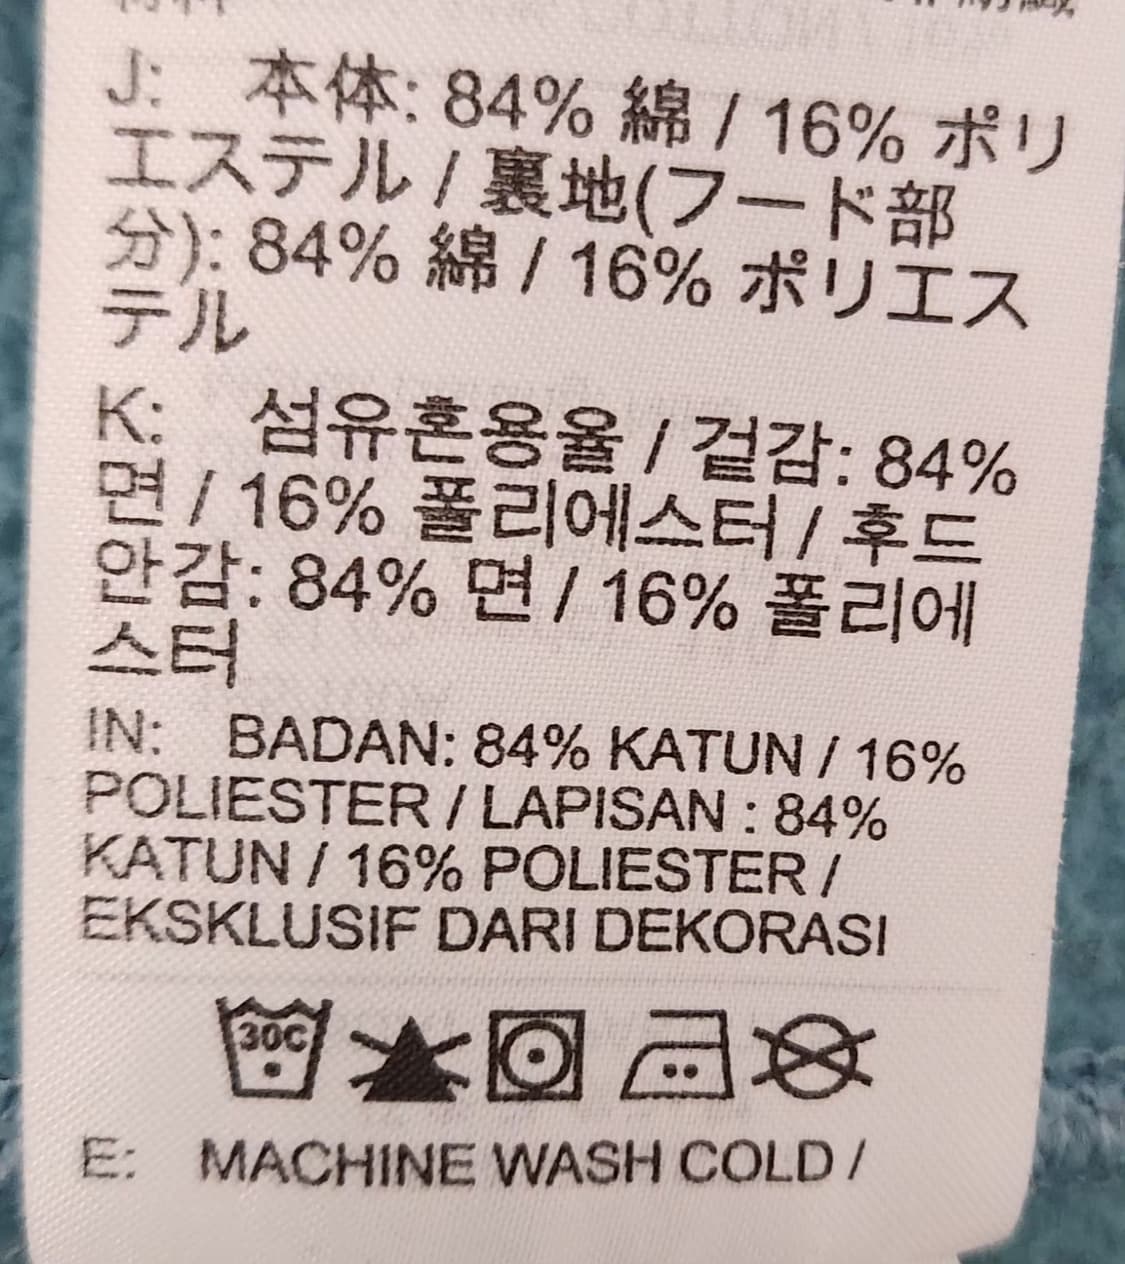 J: 本体: 84% 綿 / 16% ポリ
エステル / 裏地(フード部
分): 84% 綿 / 16% ポリエス
テル
K: 섬유혼용율 / 겉감: 84%
면 / 16% 폴리에스터 / 후드
안감: 84% 면 / 16% 폴리에
스터
IN: BADAN: 84% KATUN / 16%
POLIESTER / LAPISAN : 84%
KATUN / 16% POLIESTER /
EKSKLUSIF DARI DEKORASI
30C
E: MACHINE WASH COLD /